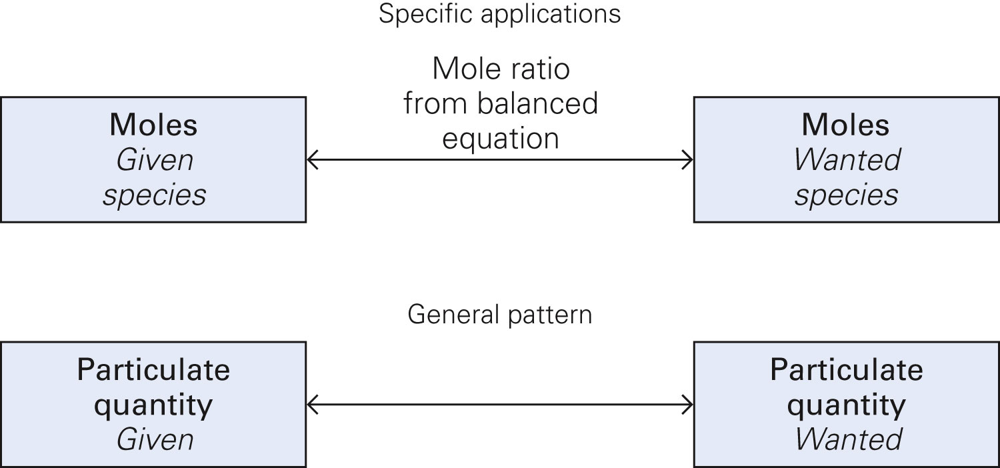 Specific applications
Mole ratio
from balanced
equation
Moles
Given
species
Moles
Wanted
species
General pattern
Particulate
quantity
Given
Particulate
quantity
Wanted